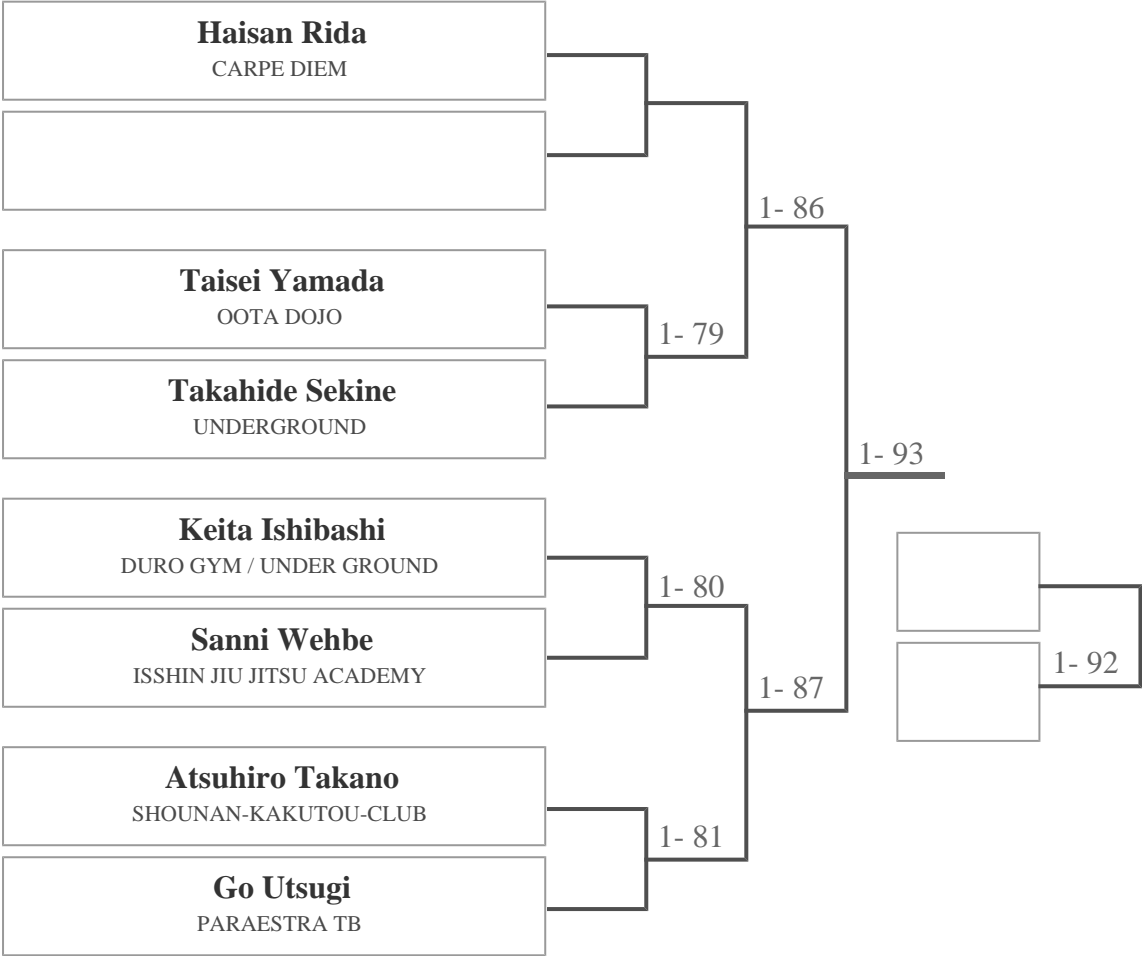 Haisan Rida
CARPE DIEM
1- 86
Taisei Yamada
OOTA DOJO
1- 79
Takahide Sekine
UNDERGROUND
1- 93
Keita Ishibashi
DURO GYM / UNDER GROUND
1- 80
Sanni Wehbe
ISSHIN JIU JITSU ACADEMY
1- 92
1- 87
Atsuhiro Takano
SHOUNAN-KAKUTOU-CLUB
1- 81
Go Utsugi
PARAESTRA TB